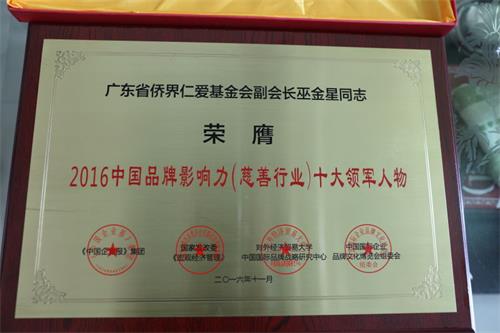 广东省侨界仁爱基金会副会长巫金星同志
荣膺
2016中国品牌影响力(慈善行业)十大领军人物
《中国企业报》集团
国家发改委
《宏观经济管理》
对外经济贸易大学
中国国际品牌战略研究中心
中国国际企业
品牌文化博览会组委会
二〇一六年十一月